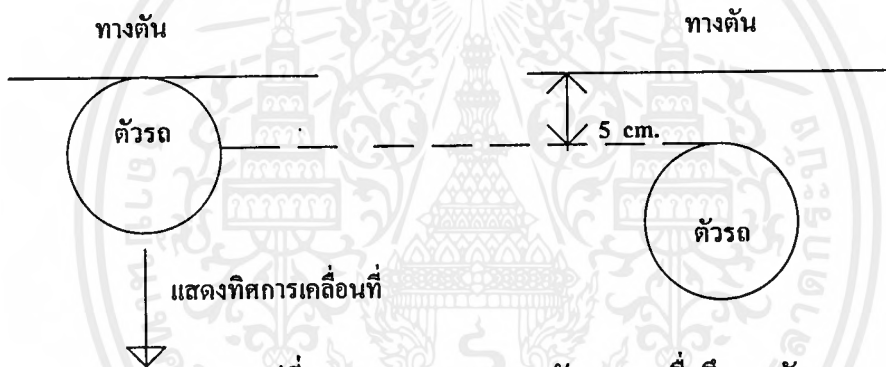 ทางตัน
ทางตัน
ตัวรถ
5 cm.
ตัวรถ
แสดงทิศการเคลื่อนที่